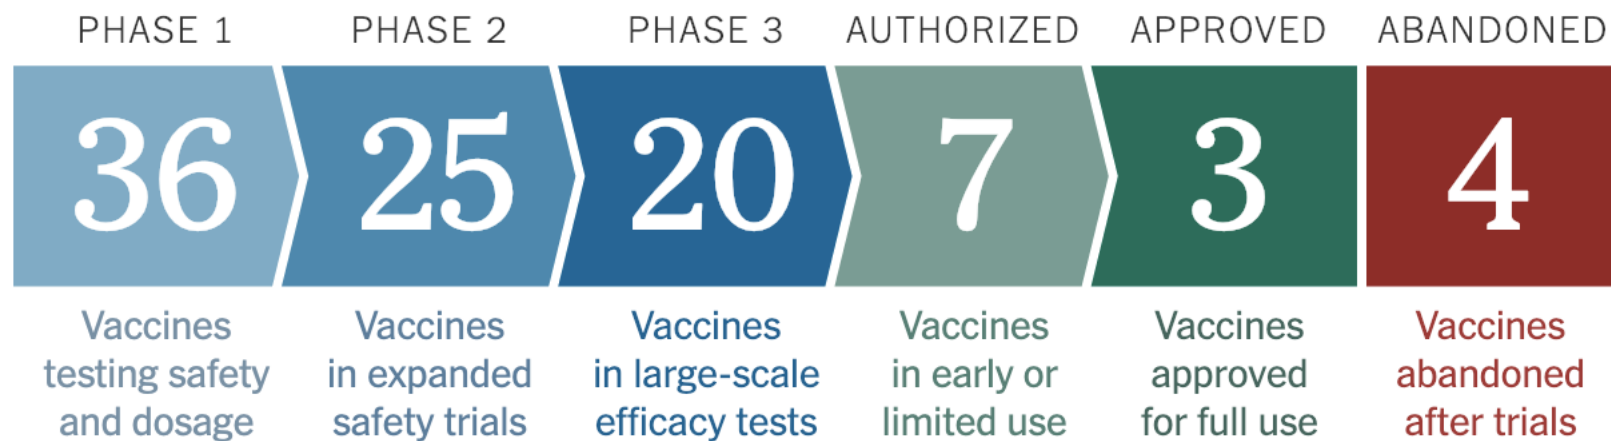 PHASE 1 PHASE 2 PHASE 3 AUTHORIZED APPROVED ABANDONED
36 25 20 7 3 4
Vaccines Vaccines Vaccines Vaccines Vaccines Vaccines
testing safety in expanded in large-scale in early or approved abandoned
and dosage safety trials efficacy tests limited use for full use after trials